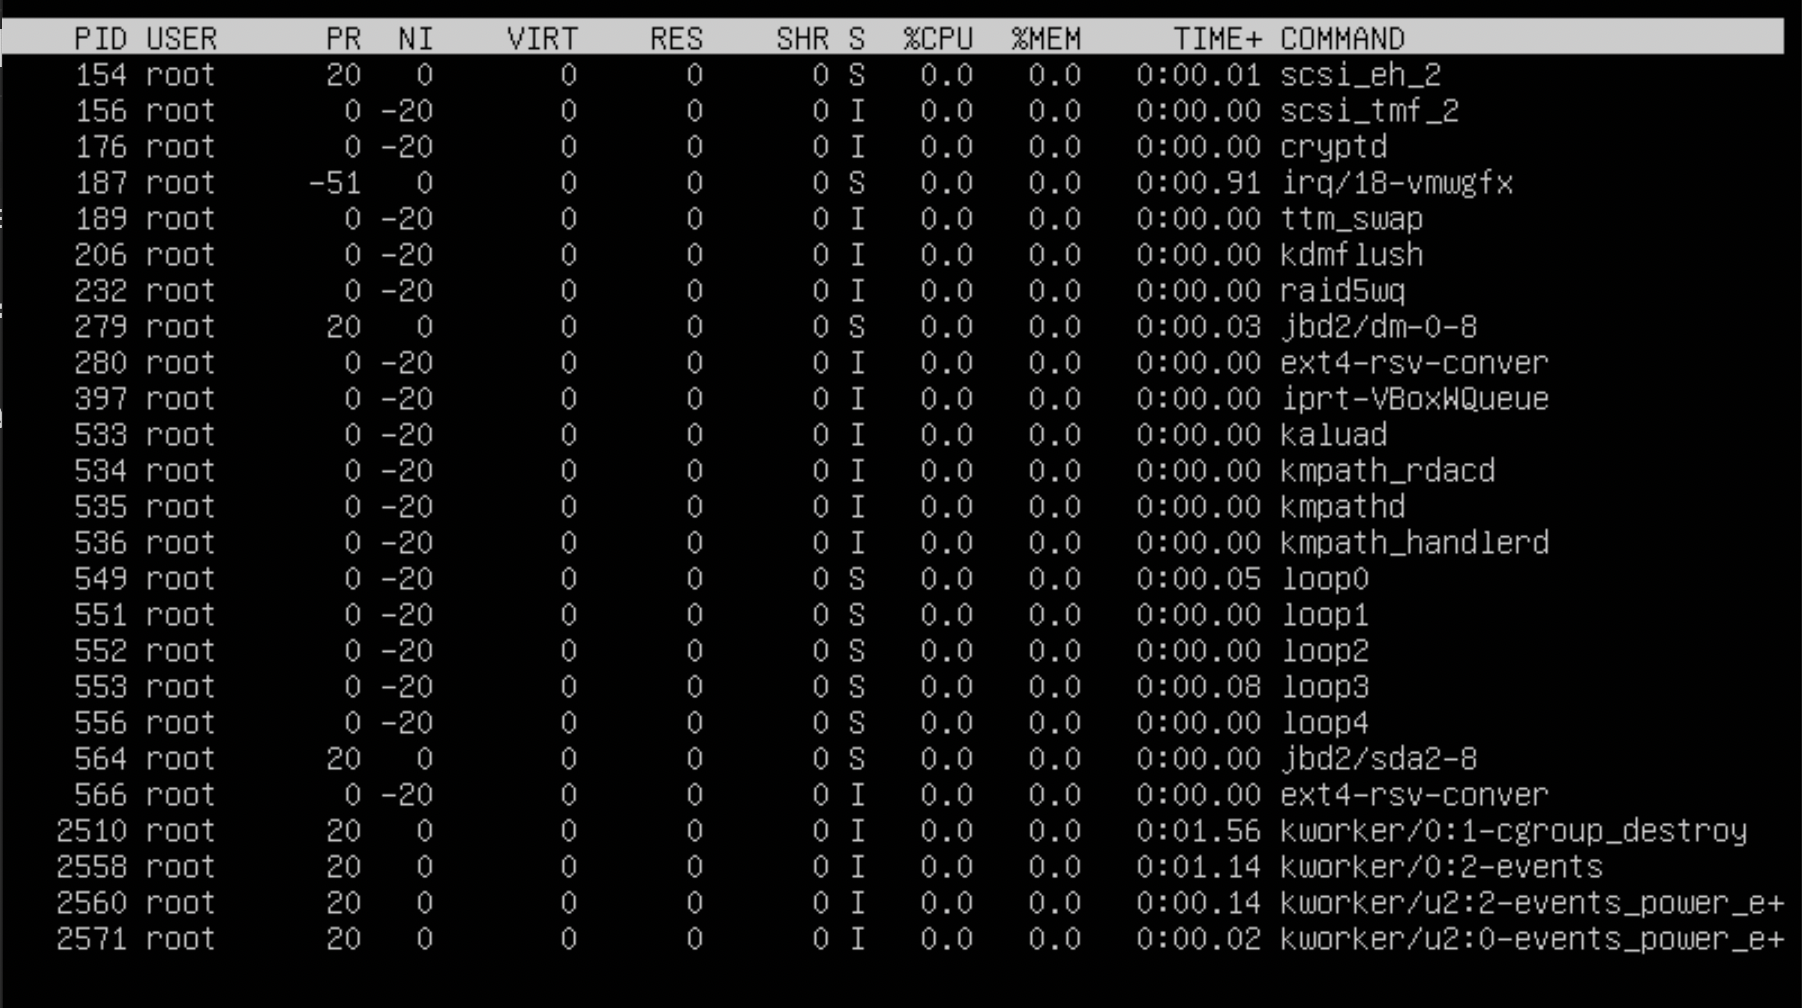 PID USER PR NI VIRT RES SHR S %CPU %MEM TIME+ COMMAND
154 root 20 0 0 0 0 S 0.0 0.0 0:00.01 scsi_eh_2
156 root 0 -20 0 0 0 I 0.0 0.0 0:00.00 scsi_tmf_2
176 root 0 -20 0 0 0 I 0.0 0.0 0:00.00 cryptd
187 root -51 0 0 0 0 S 0.0 0.0 0:00.91 irq/18-vmwgfx
189 root 0 -20 0 0 0 I 0.0 0.0 0:00.00 ttm_swap
206 root 0 -20 0 0 0 I 0.0 0.0 0:00.00 kdmflush
232 root 0 -20 0 0 0 I 0.0 0.0 0:00.00 raid5wq
279 root 20 0 0 0 0 S 0.0 0.0 0:00.03 jbd2/dm-0-8
280 root 0 -20 0 0 0 I 0.0 0.0 0:00.00 ext4-rsv-conver
397 root 0 -20 0 0 0 I 0.0 0.0 0:00.00 iprt-VBoxWQueue
533 root 0 -20 0 0 0 I 0.0 0.0 0:00.00 kaluad
534 root 0 -20 0 0 0 I 0.0 0.0 0:00.00 kmpath_rdacd
535 root 0 -20 0 0 0 I 0.0 0.0 0:00.00 kmpathd
536 root 0 -20 0 0 0 I 0.0 0.0 0:00.00 kmpath_handlerd
549 root 0 -20 0 0 0 S 0.0 0.0 0:00.05 loop0
551 root 0 -20 0 0 0 S 0.0 0.0 0:00.00 loop1
552 root 0 -20 0 0 0 S 0.0 0.0 0:00.00 loop2
553 root 0 -20 0 0 0 S 0.0 0.0 0:00.08 loop3
556 root 0 -20 0 0 0 S 0.0 0.0 0:00.00 loop4
564 root 20 0 0 0 0 S 0.0 0.0 0:00.00 jbd2/sda2-8
566 root 0 -20 0 0 0 I 0.0 0.0 0:00.00 ext4-rsv-conver
2510 root 20 0 0 0 0 I 0.0 0.0 0:01.56 kworker/0:1-cgroup_destroy
2558 root 20 0 0 0 0 I 0.0 0.0 0:01.14 kworker/0:2-events
2560 root 20 0 0 0 0 I 0.0 0.0 0:00.14 kworker/u2:2-events_power_e+
2571 root 20 0 0 0 0 I 0.0 0.0 0:00.02 kworker/u2:0-events_power_e+